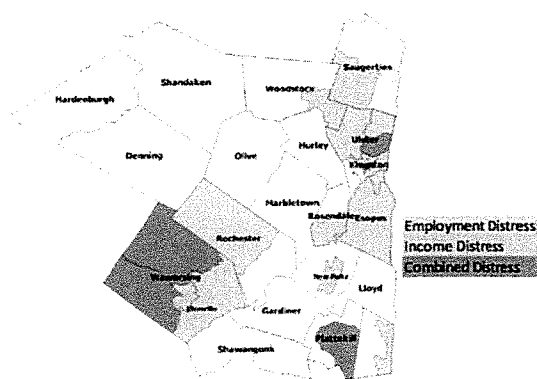 Saugerties
Shandaken
Woodstock
Hardenburgh
Ulster
Hurley
Denning
Olive
Kingston
Marbletown
Rosendale
Esopus
Rochester
Employment Distress
Income Distress
Combined Distress
Wawarsing
New Paltz
Lloyd
Ellenville
Gardiner
Plattekill
Shawangunk